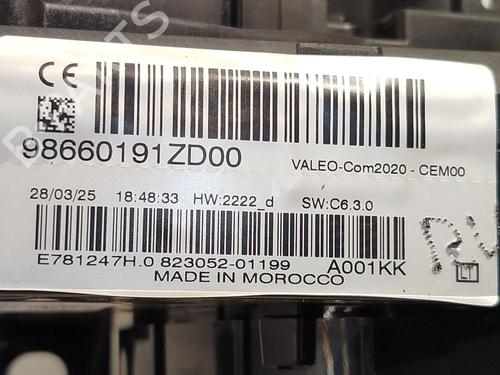 CE
98660191ZD00
VALEO-Com2020 - CEM00
28/03/25 18:48:33 HW:2222_d SW:C6.3.0
E781247H.0 823052-01199 A001KK
MADE IN MOROCCO